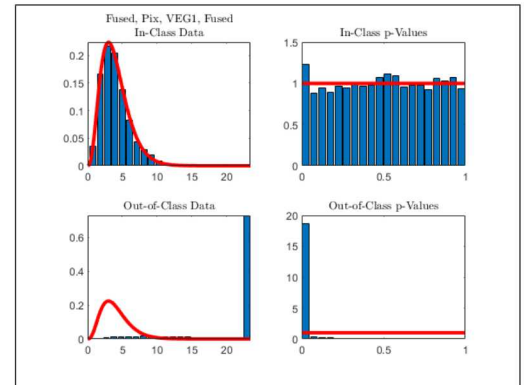 Fused, Pix, VEG1, Fused
In-Class Data
0.2
0.15
0.1
0.05
0
0 5 10 15 20
In-Class p-Values
1.5
1
0.5
0
0 0.5 1
Out-of-Class Data
0.6
0.4
0.2
0
0 5 10 15 20
Out-of-Class p-Values
20
15
10
5
0
0 0.5 1